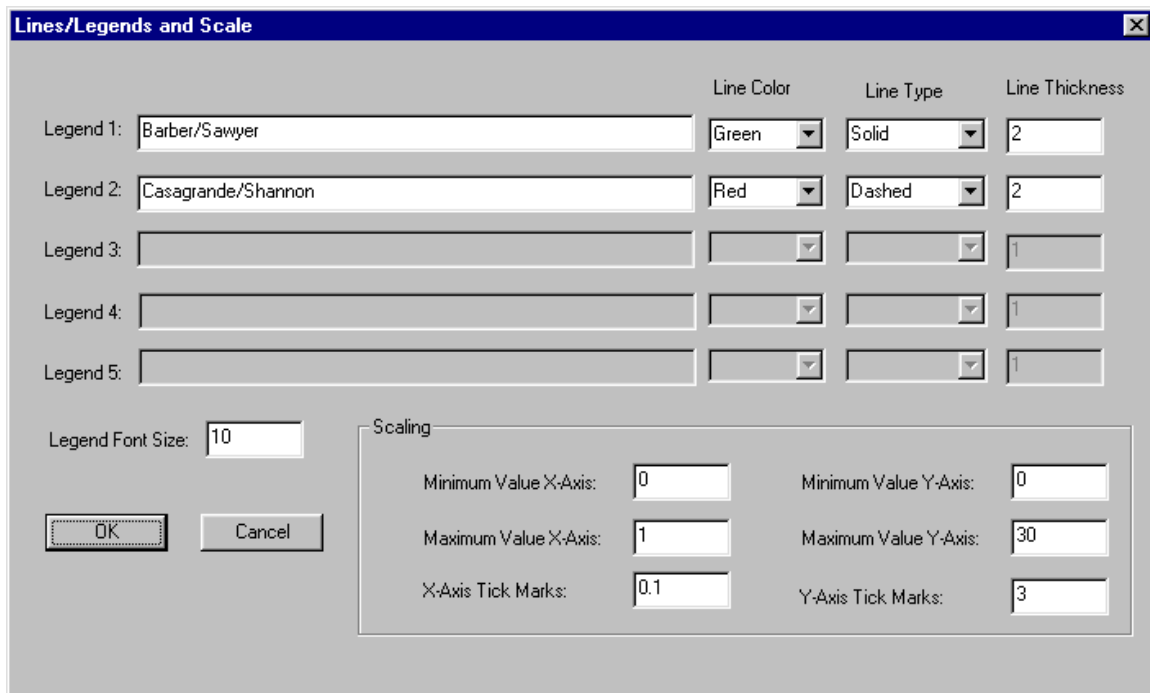 Lines/Legends and Scale
Line Color Line Type Line Thickness
Legend 1: Barber/Sawyer Green Solid 2
Legend 2: Casagrande/Shannon Red Dashed 2
Legend 3: 1
Legend 4: 1
Legend 5: 1
Legend Font Size: 10
Scaling
Minimum Value X-Axis: 0 Minimum Value Y-Axis: 0
OK Cancel
Maximum Value X-Axis: 1 Maximum Value Y-Axis: 30
X-Axis Tick Marks: 0.1 Y-Axis Tick Marks: 3